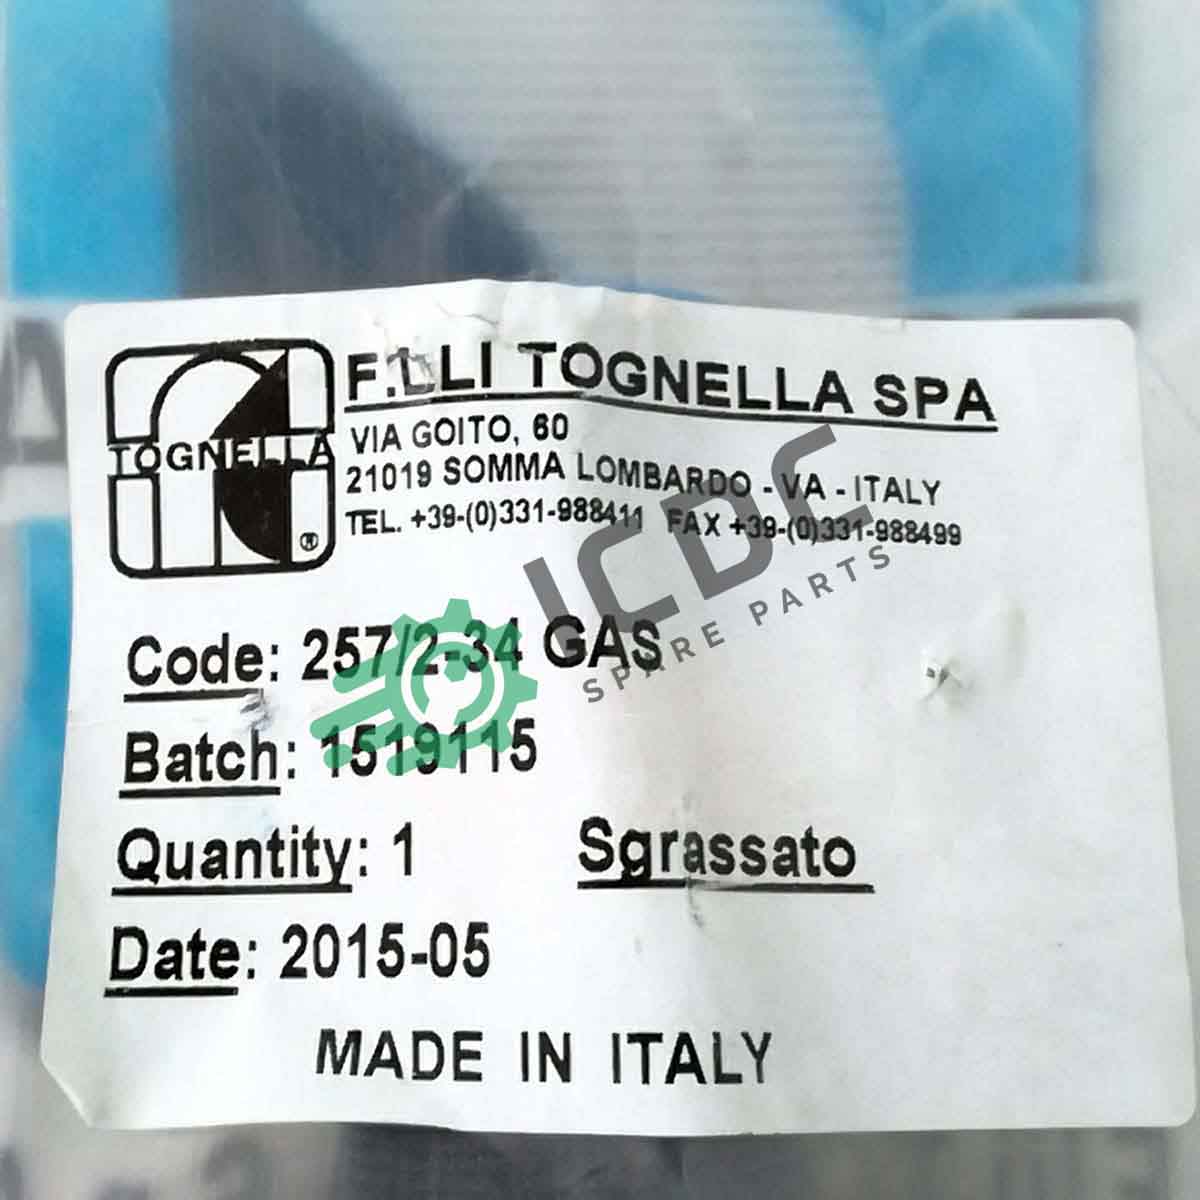 F.LLI TOGNELLA SPA
VIA GOITO, 60
21019 SOMMA LOMBARDO - VA - ITALY
TEL. +39-(0)331-988411 FAX +39-(0)331-988499
TOGNELLA
®
ICDC
SPARE PARTS
Code: 257/2-34 GAS
Batch: 1519115
Quantity: 1 Sgrassato
Date: 2015-05
MADE IN ITALY